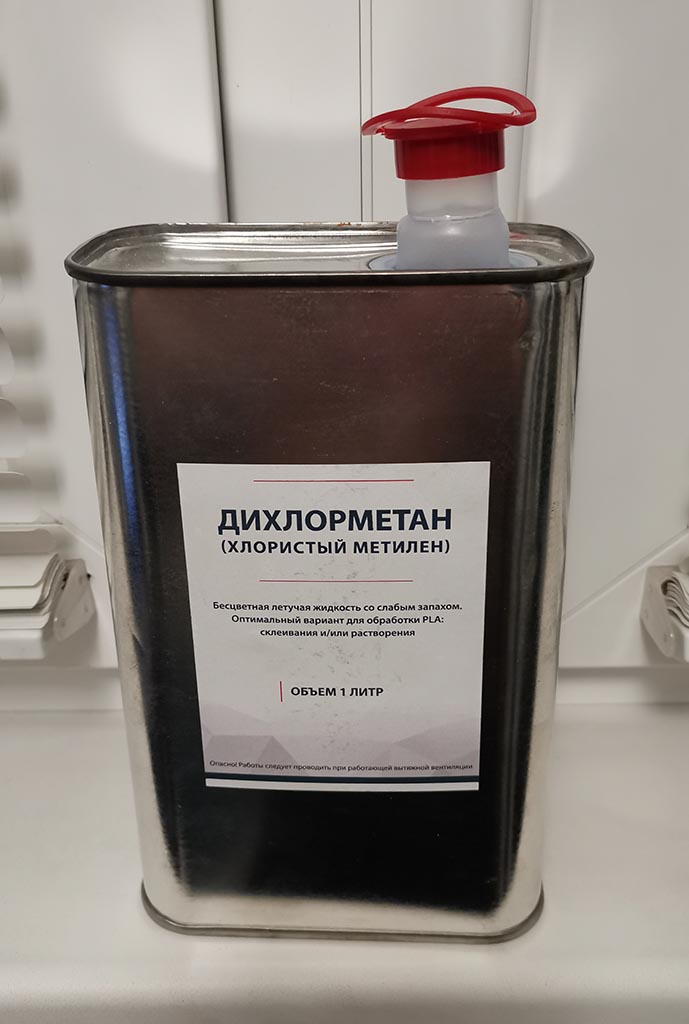 ДИХЛОРМЕТАН
(ХЛОРИСТЫЙ МЕТИЛЕН)
Бесцветная летучая жидкость со слабым запахом.
Оптимальный вариант для обработки PLA:
склеивания и/или растворения
ОБЪЕМ 1 ЛИТР
Опасно! Работы следует проводить при работающей вытяжной вентиляции